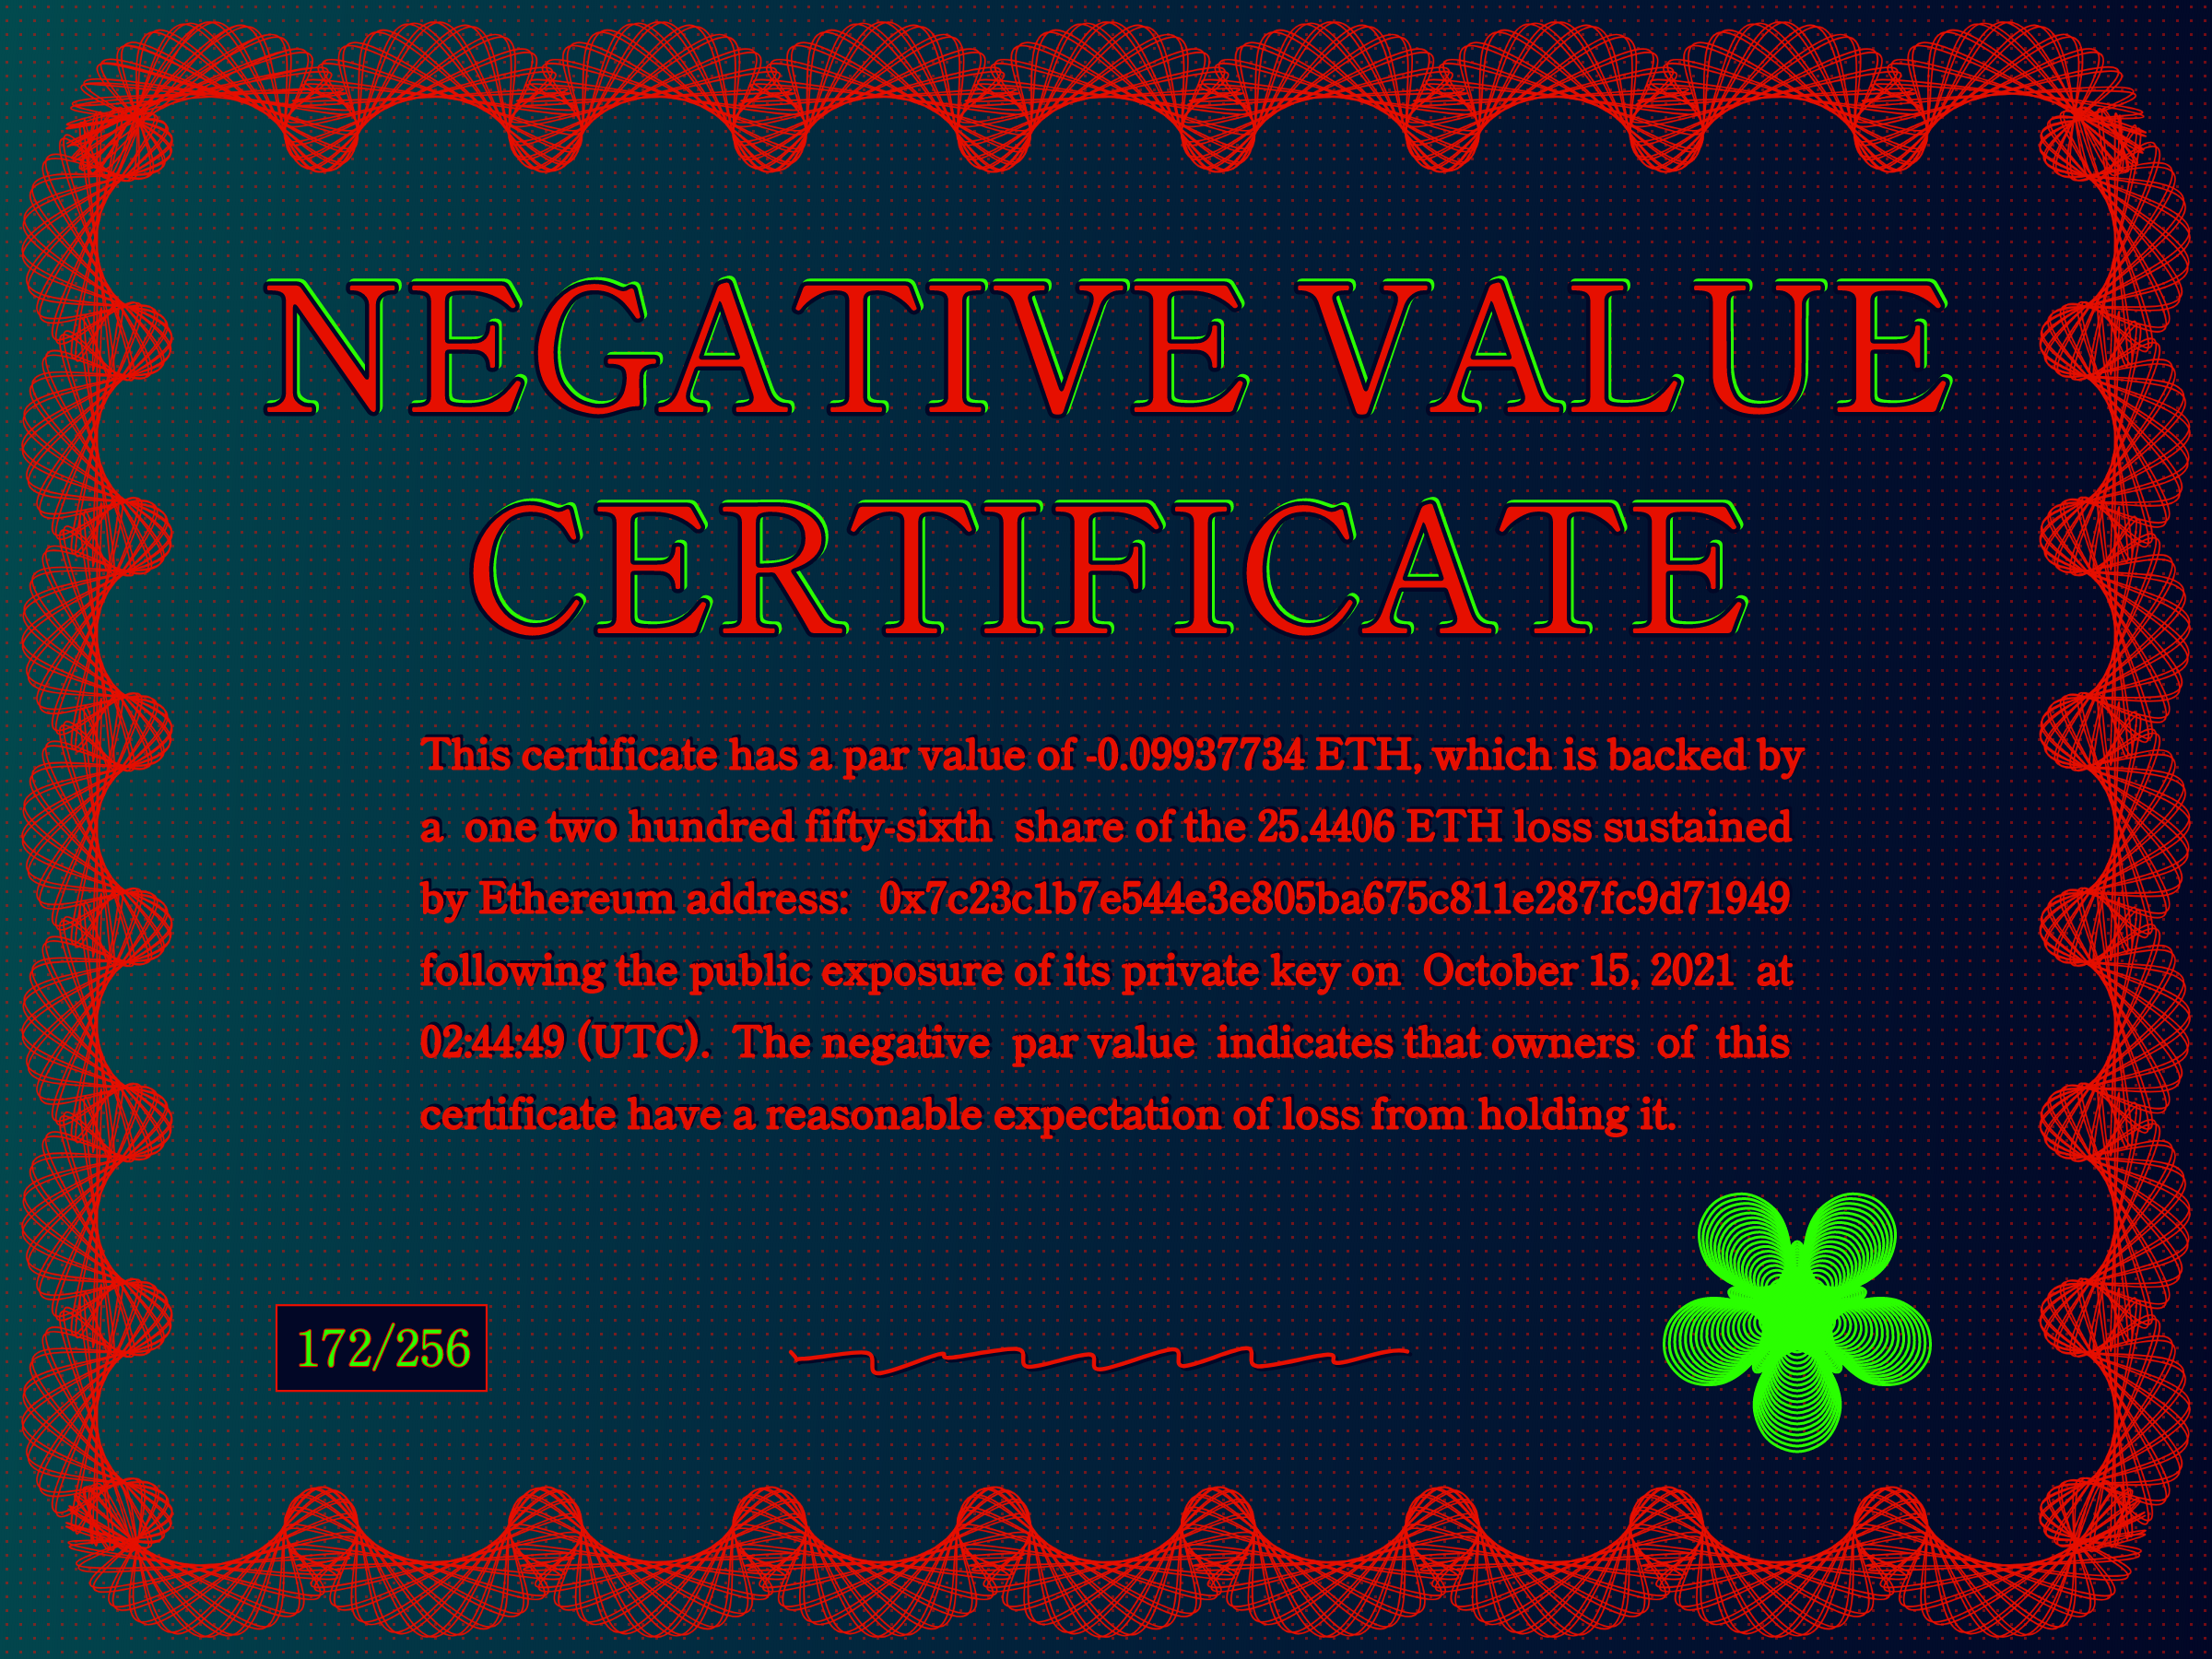 NEGATIVE VALUE
CERTIFICATE
This certificate has a par value of -0.09937734 ETH, which is backed by
a one two hundred fifty-sixth share of the 25.4406 ETH loss sustained
by Ethereum address: 0x7c23c1b7e544e3e805ba675c811e287fc9d71949
following the public exposure of its private key on October 15, 2021 at
02:44:49 (UTC). The negative par value indicates that owners of this
certificate have a reasonable expectation of loss from holding it.
172/256